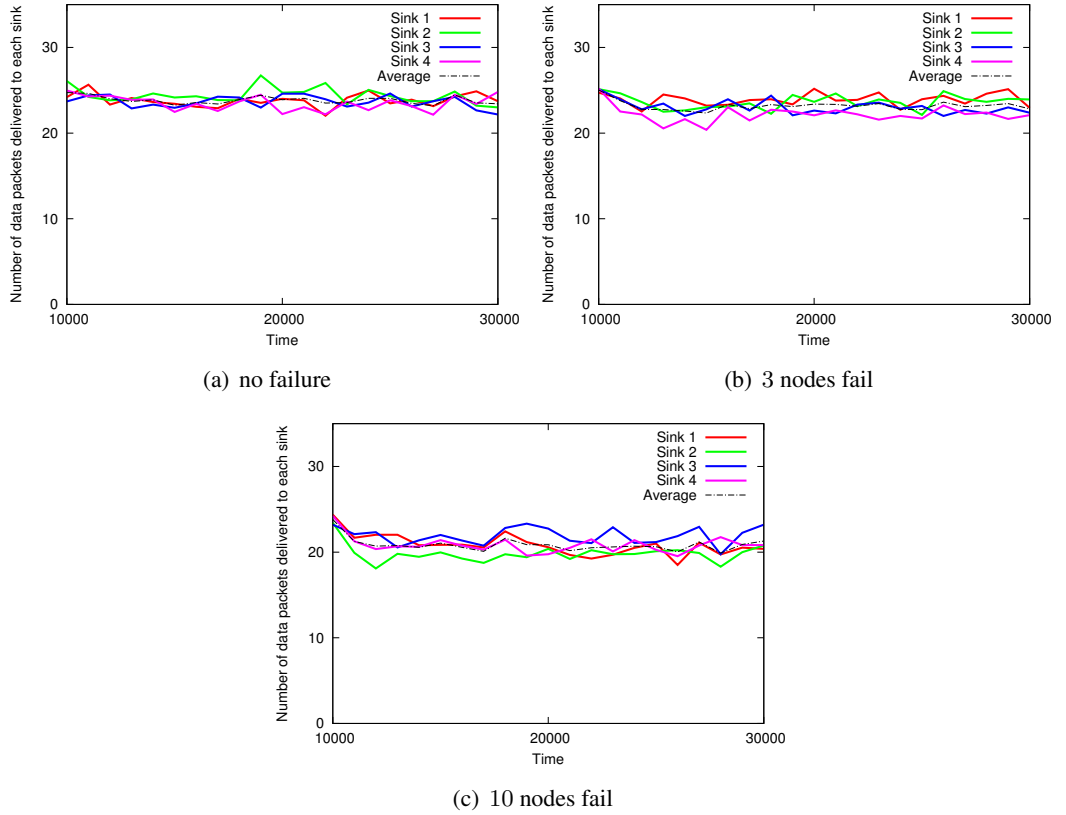 Number of data packets delivered to each sink
30
20
10
0
10000
20000
30000
Time
Sink 1
Sink 2
Sink 3
Sink 4
Average
(a) no failure
Number of data packets delivered to each sink
30
20
10
0
10000
20000
30000
Time
Sink 1
Sink 2
Sink 3
Sink 4
Average
(b) 3 nodes fail
Number of data packets delivered to each sink
30
20
10
0
10000
20000
30000
Time
Sink 1
Sink 2
Sink 3
Sink 4
Average
(c) 10 nodes fail